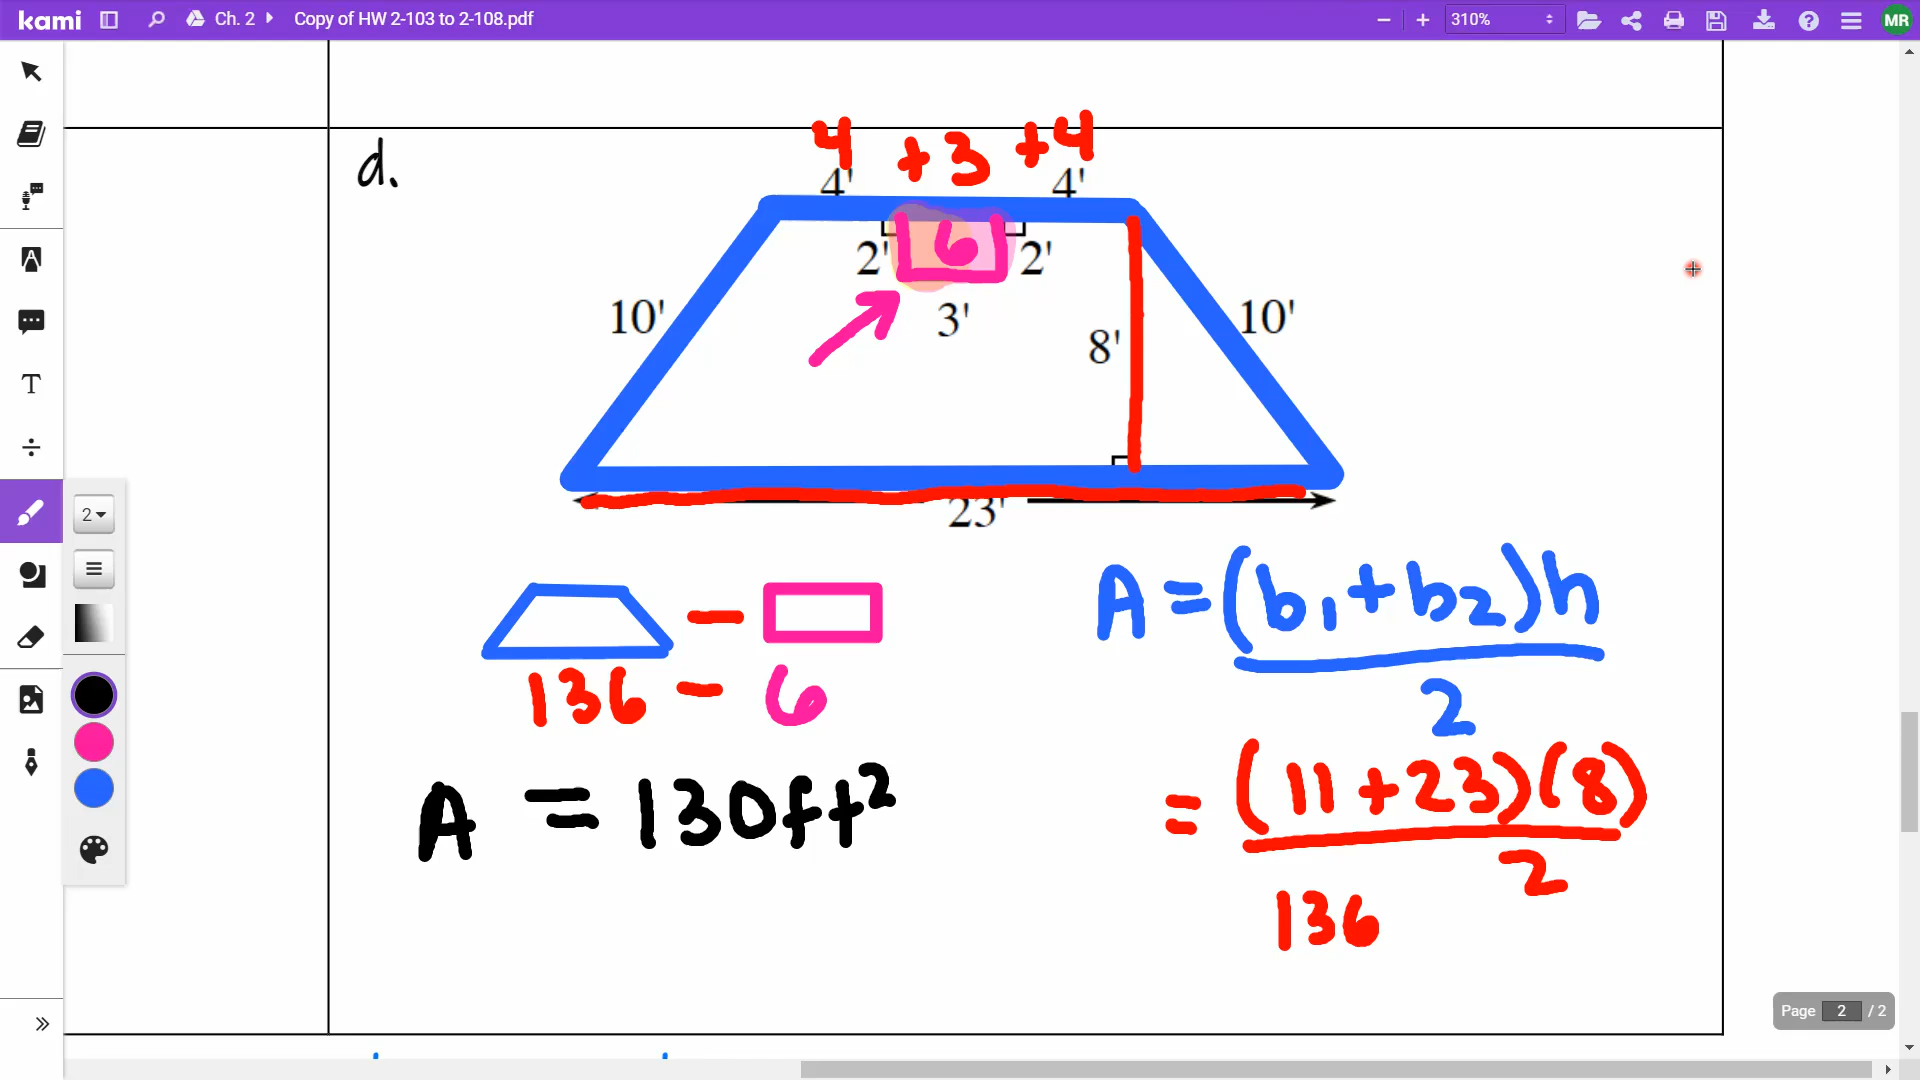 kami Ch. 2 Copy of HW 2-103 to 2-108.pdf 310% MR
4 + 3 + 4
d.
4' 4'
2' 6 2'
10' 3' 8' 10'
23'
A = (b1 + b2)h
2
136 - 6
= (11 + 23)(8)
2
A = 130ft²
136
T
2
Page 2 / 2